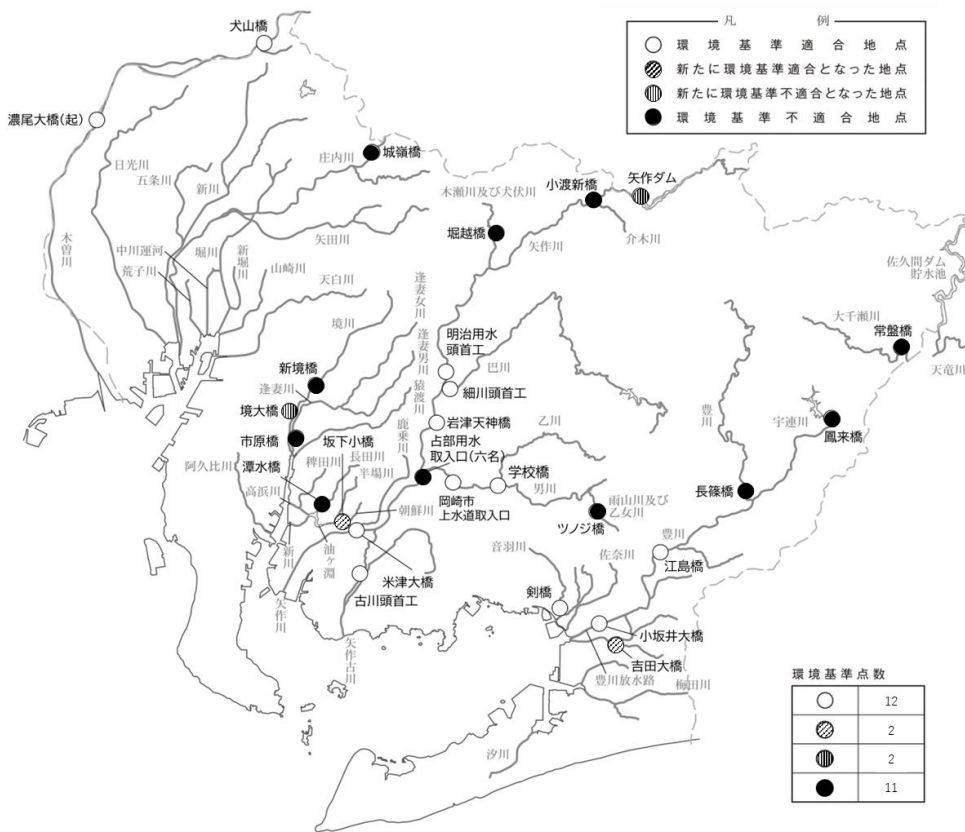 凡例
環境基準適合地点
新たに環境基準適合となった地点
新たに環境基準不適合となった地点
環境基準不適合地点
犬山橋
濃尾大橋(起)
日光川
五条川
新川
庄内川
城嶺橋
木瀬川及び犬伏川
小渡新橋
矢作ダム
堀越橋
矢作川
介木川
木曽川
中川運河
荒子川
堀川
新堀川
矢田川
山崎川
天白川
境川
逢妻女川
逢妻男川
猿渡川
佐久間ダム
貯水池
大千瀬川
常盤橋
天竜川
明治用水
頭首工
巴川
細川頭首工
新境橋
逢妻川
境大橋
市原橋
岩津天神橋
占部用水
取入口(六名)
鹿乗川
坂下小橋
稗田川
長田川
半場川
阿久比川
潭水橋
高浜川
朝鮮川
乙川
学校橋
男川
岡崎市
上水道取入口
雨山川及び
乙女川
ツノジ橋
豊川
宇連川
鳳来橋
長篠橋
新川
油ヶ淵
矢作川
米津大橋
古川頭首工
矢作古川
音羽川
佐奈川
豊川
江島橋
剣橋
小坂井大橋
吉田大橋
豊川放水路
梅田川
汐川
環境基準点数
12
2
2
11